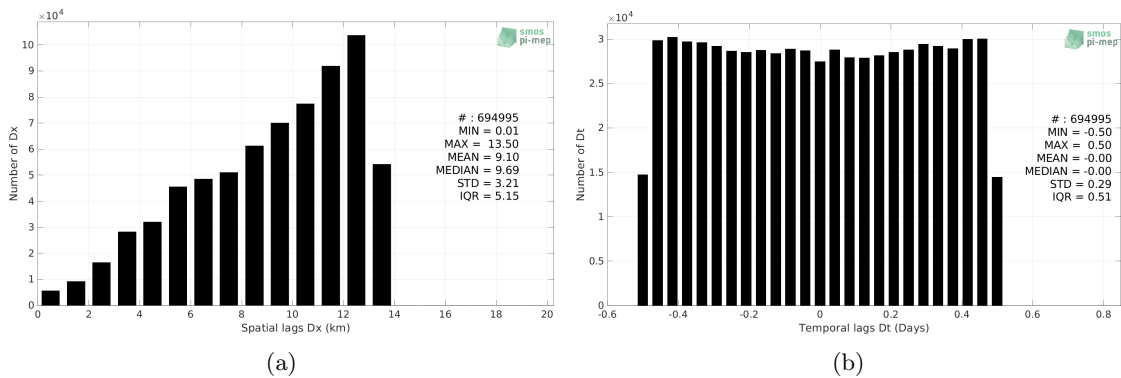 ×10⁴
10
9
8
7
6
5
4
3
2
1
0
Number of Dx
0 2 4 6 8 10 12 14 16 18 20
Spatial lags Dx (km)
smos
pi-mep
# : 694995
MIN = 0.01
MAX = 13.50
MEAN = 9.10
MEDIAN = 9.69
STD = 3.21
IQR = 5.15
(a)
×10⁴
3
2.5
2
1.5
1
0.5
0
Number of Dt
-0.6 -0.4 -0.2 0 0.2 0.4 0.6 0.8
Temporal lags Dt (Days)
smos
pi-mep
# : 694995
MIN = -0.50
MAX = 0.50
MEAN = -0.00
MEDIAN = -0.00
STD = 0.29
IQR = 0.51
(b)